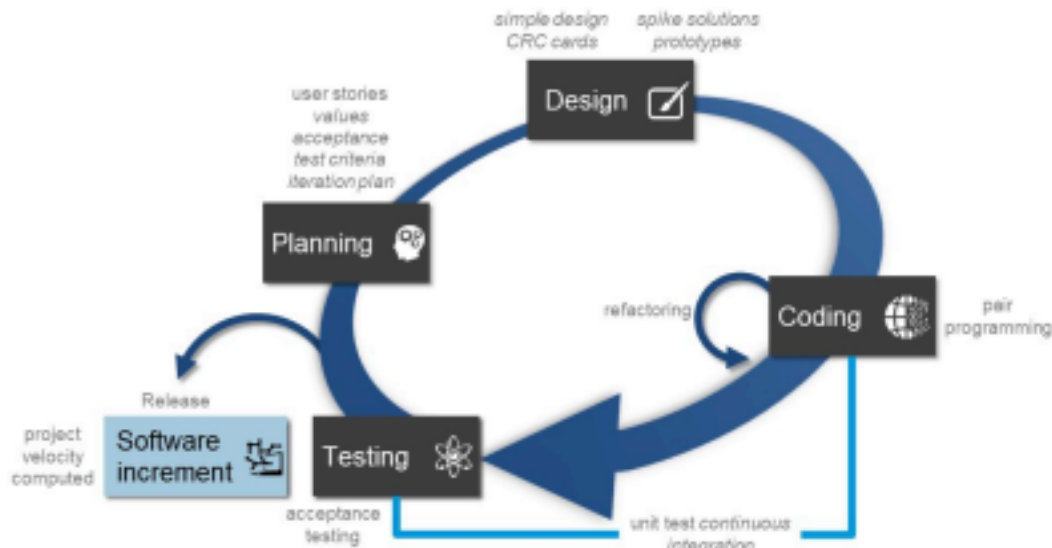 simple design
CRC cards
spike solutions
prototypes
Design
user stories
values
acceptance
test criteria
iteration plan
Planning
refactoring
Coding
pair
programming
Release
project
velocity
computed
Software
increment
Testing
acceptance
testing
unit test continuous
integration